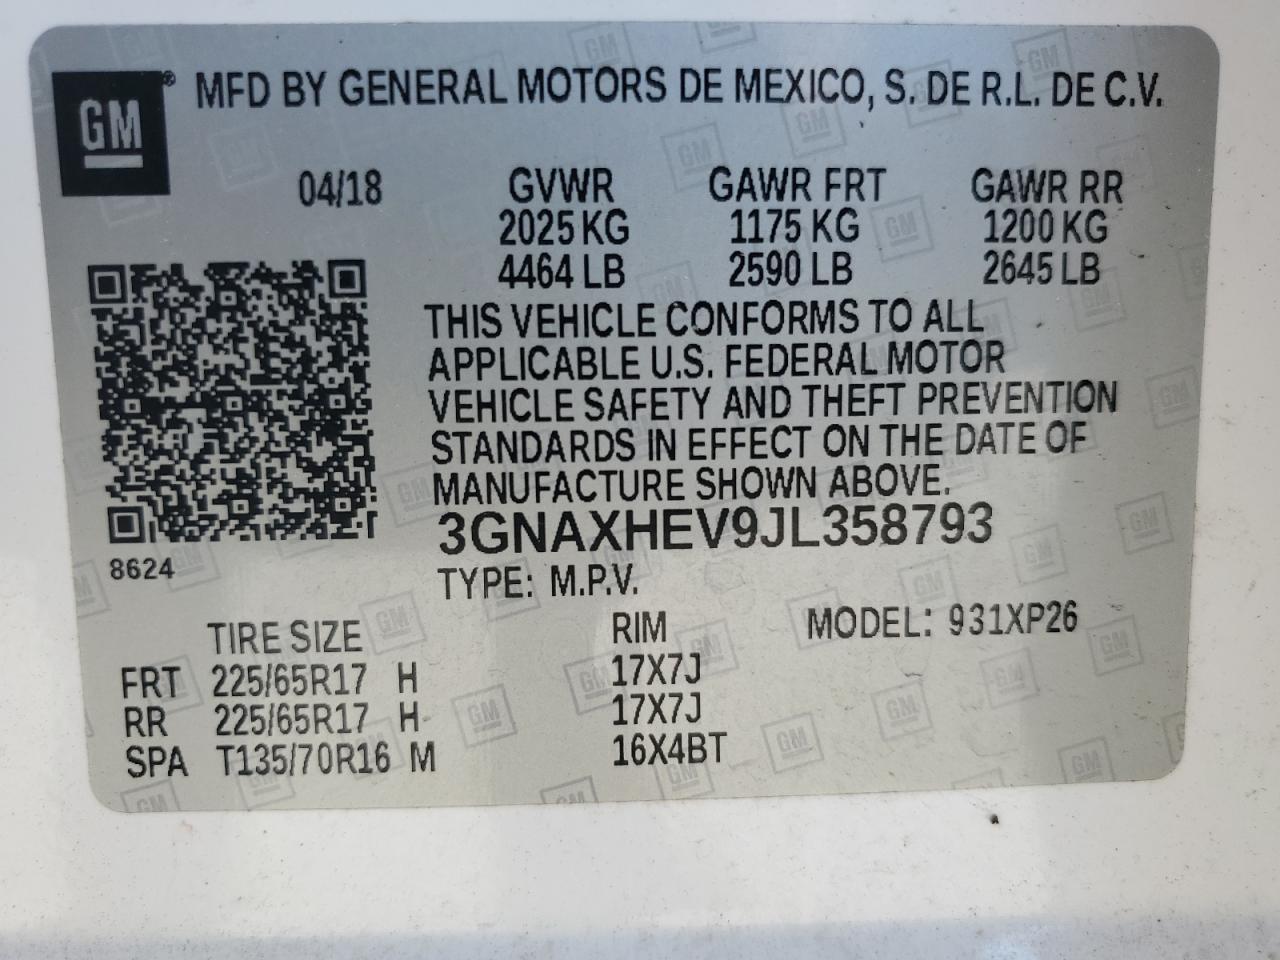 GM ® MFD BY GENERAL MOTORS DE MEXICO, S. DE R.L. DE C.V.
04/18 GVWR GAWR FRT GAWR RR
2025 KG 1175 KG 1200 KG
4464 LB 2590 LB 2645 LB
THIS VEHICLE CONFORMS TO ALL
APPLICABLE U.S. FEDERAL MOTOR
VEHICLE SAFETY AND THEFT PREVENTION
STANDARDS IN EFFECT ON THE DATE OF
MANUFACTURE SHOWN ABOVE.
3GNAXHEV9JL358793
8624
TYPE: M.P.V.
TIRE SIZE RIM MODEL: 931XP26
FRT 225/65R17 H 17X7J
RR 225/65R17 H 17X7J
SPA T135/70R16 M 16X4BT